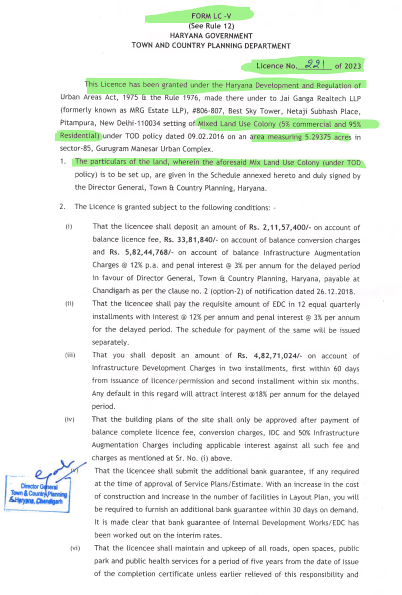 FORM LC -V
(See Rule 12)
HARYANA GOVERNMENT
TOWN AND COUNTRY PLANNING DEPARTMENT
Licence No. 221 of 2023
This Licence has been granted under the Haryana Development and Regulation of
Urban Areas Act, 1975 & the Rule 1976, made there under to Jai Ganga Realtech LLP
(formerly known as MRG Estate LLP), #806-807, Best Sky Tower, Netaji Subhash Place,
Pitampura, New Delhi-110034 setting of Mixed Land Use Colony (5% commercial and 95%
Residential) under TOD policy dated 09.02.2016 on an area measuring 5.29375 acres in
sector-85, Gurugram Manesar Urban Complex.
1. The particulars of the land, wherein the aforesaid Mix Land Use Colony (under TOD
policy) is to be set up, are given in the Schedule annexed hereto and duly signed by
the Director General, Town & Country Planning, Haryana.
2. The Licence is granted subject to the following conditions: -
(i) That the licencee shall deposit an amount of Rs. 2,11,57,400/- on account of
balance licence fee, Rs. 33,81,840/- on account of balance conversion charges
and Rs. 5,82,44,768/- on account of balance Infrastructure Augmentation
Charges @ 12% p.a. and penal interest @ 3% per annum for the delayed period
in favour of Director General, Town & Country Planning, Haryana, payable at
Chandigarh as per the clause no. 2 (option-2) of notification dated 26.12.2018.
(ii) That the licencee shall pay the requisite amount of EDC in 12 equal quarterly
installments with interest @ 12% per annum and penal interest @ 3% per annum
for the delayed period. The schedule for payment of the same will be issued
separately.
(iii) That you shall deposit an amount of Rs. 4,82,71,024/- on account of
Infrastructure Development Charges in two installments, first within 60 days
from issuance of licence/permission and second installment within six months.
Any default in this regard will attract interest @18% per annum for the delayed
period.
(iv) That the building plans of the site shall only be approved after payment of
balance complete licence fee, conversion charges, IDC and 50% Infrastructure
Augmentation Charges including applicable interest against all such fee and
charges as mentioned at Sr. No. (i) above.
That the licencee shall submit the additional bank guarantee, if any required
at the time of approval of Service Plans/Estimate. With an increase in the
cost of construction and increase in the number of facilities in Layout Plan, you
will be required to furnish an additional bank guarantee within 30 days on demand.
It is made clear that bank guarantee of Internal Development Works/EDC has
been worked out on the interim rates.
Director General
Town & Country Planning
Haryana, Chandigarh
(vi) That the licencee shall maintain and upkeep of all roads, open spaces, public
park and public health services for a period of five years from the date of issue
of the completion certificate unless earlier relieved of this responsibility and